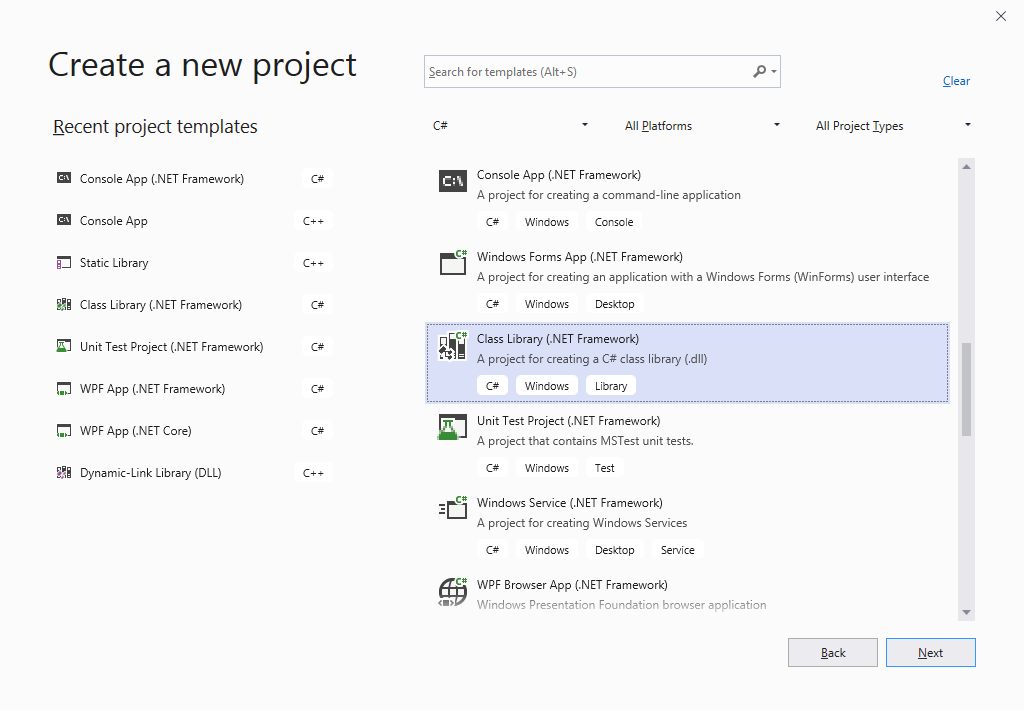 Create a new project
Search for templates (Alt+S)
Clear
Recent project templates
C#
All Platforms
All Project Types
Console App (.NET Framework) C#
Console App C++
Static Library C++
Class Library (.NET Framework) C#
Unit Test Project (.NET Framework) C#
WPF App (.NET Framework) C#
WPF App (.NET Core) C#
Dynamic-Link Library (DLL) C++
Console App (.NET Framework)
A project for creating a command-line application
C# Windows Console
Windows Forms App (.NET Framework)
A project for creating an application with a Windows Forms (WinForms) user interface
C# Windows Desktop
Class Library (.NET Framework)
A project for creating a C# class library (.dll)
C# Windows Library
Unit Test Project (.NET Framework)
A project that contains MSTest unit tests.
C# Windows Test
Windows Service (.NET Framework)
A project for creating Windows Services
C# Windows Desktop Service
WPF Browser App (.NET Framework)
Windows Presentation Foundation browser application
Back
Next